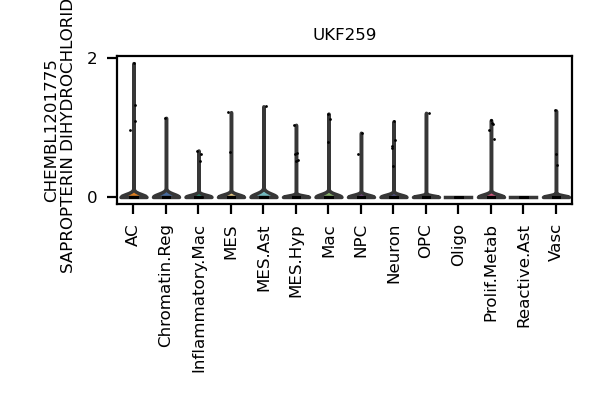 UKF259
CHEMBL1201775
SAPROPTERIN DIHYDROCHLORID
2
0
AC
Chromatin.Reg
Inflammatory.Mac
MES
MES.Ast
MES.Hyp
Mac
NPC
Neuron
OPC
Oligo
Prolif.Metab
Reactive.Ast
Vasc